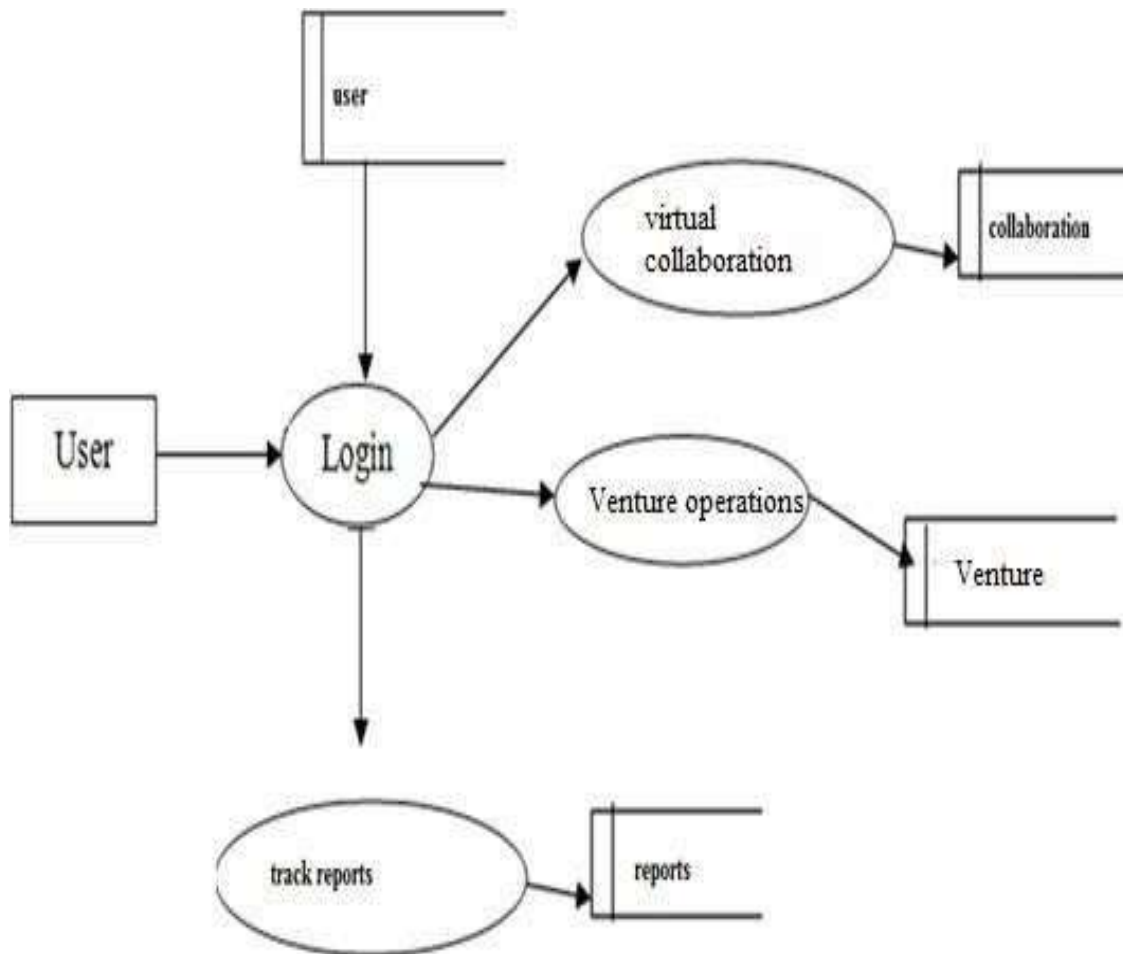 user
virtual
collaboration
collaboration
User
Login
Venture operations
Venture
track reports
reports